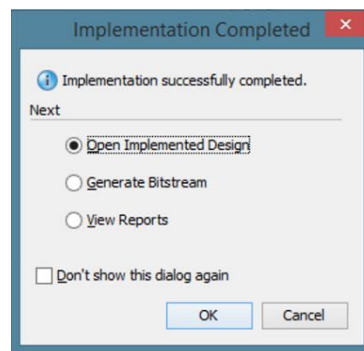 Implementation Completed
Implementation successfully completed.
Next
Open Implemented Design
Generate Bitstream
View Reports
Don't show this dialog again
OK Cancel